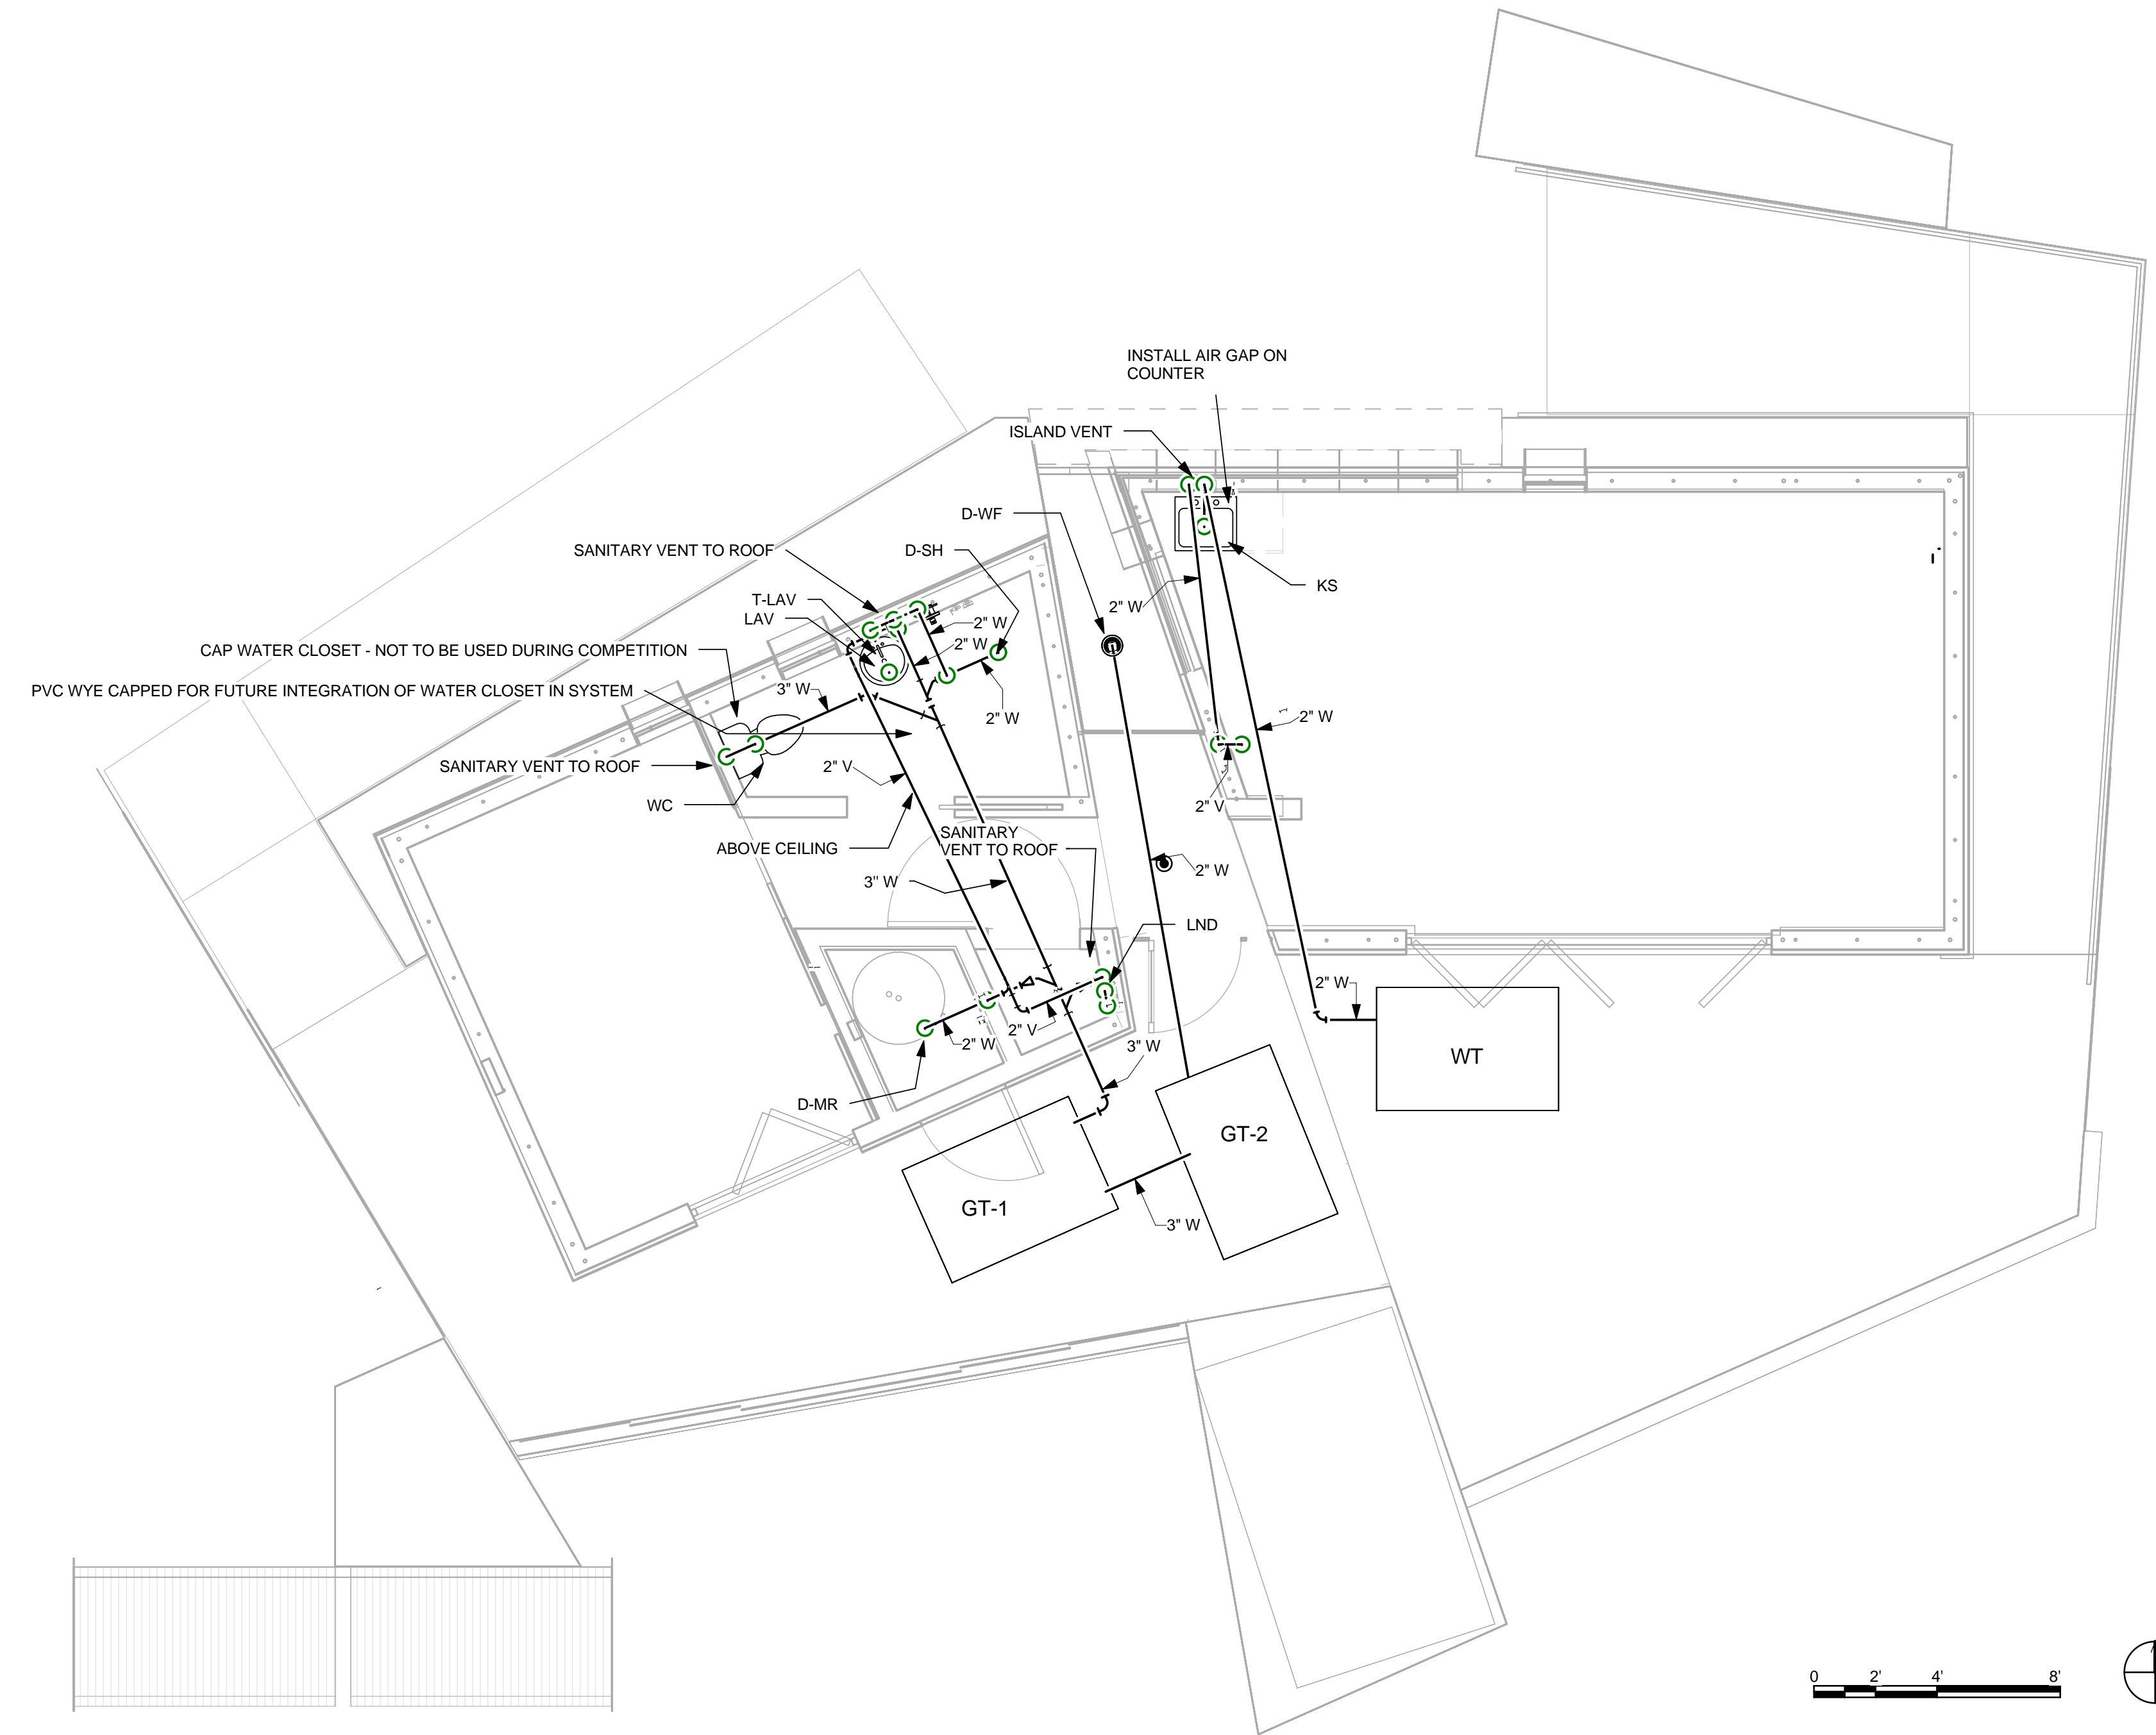 INSTALL AIR GAP ON
COUNTER
ISLAND VENT
D-WF
SANITARY VENT TO ROOF
D-SH
KS
T-LAV
2" W
LAV
2" W
2" W
CAP WATER CLOSET - NOT TO BE USED DURING COMPETITION
PVC WYE CAPPED FOR FUTURE INTEGRATION OF WATER CLOSET IN SYSTEM
3" W
2" W
2" W
SANITARY VENT TO ROOF
2" V
WC
2" V
SANITARY
VENT TO ROOF
ABOVE CEILING
2" W
3" W
LND
2" W
2" V
2" W
3" W
WT
D-MR
GT-2
GT-1
3" W
0 2' 4' 8'